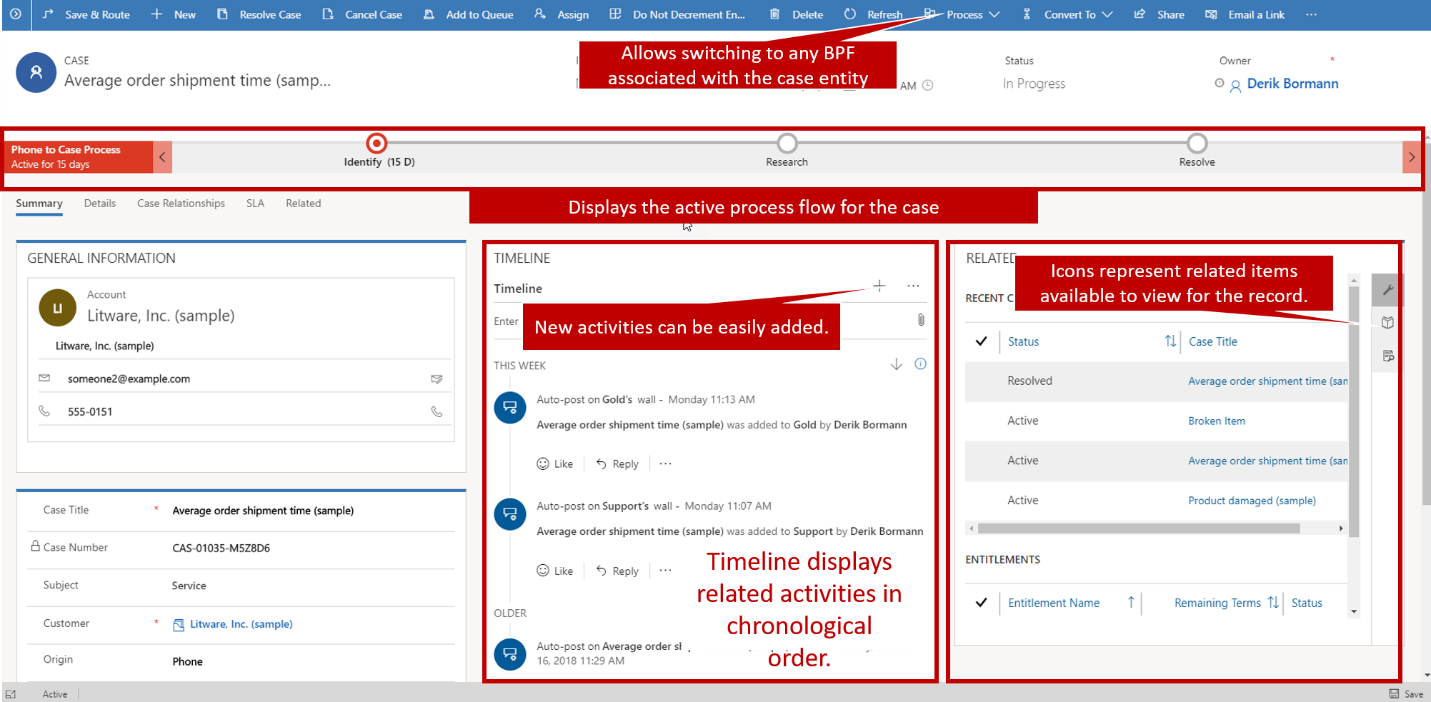 Save & Route New Resolve Case Cancel Case Add to Queue Assign Do Not Decrement En... Delete Refresh Process Convert To Share Email a Link ...
Allows switching to any BPF
associated with the case entity
CASE
Average order shipment time (samp...
AM
Status
In Progress
Owner *
Derik Bormann
Phone to Case Process
Active for 15 days
Identify (15 D)
Research
Resolve
Summary Details Case Relationships SLA Related
Displays the active process flow for the case
GENERAL INFORMATION
Account
LI
Litware, Inc. (sample)
Litware, Inc. (sample)
someone2@example.com
555-0151
Case Title * Average order shipment time (sample)
Case Number CAS-01035-M5Z8D6
Subject Service
Customer * Litware, Inc. (sample)
Origin Phone
TIMELINE
Timeline
Enter
New activities can be easily added.
THIS WEEK
Auto-post on Gold's wall - Monday 11:13 AM
Average order shipment time (sample) was added to Gold by Derik Bormann
Like Reply ...
Auto-post on Support's wall - Monday 11:07 AM
Average order shipment time (sample) was added to Support by Derik Bormann
Like Reply ...
Timeline displays
related activities in
chronological
order.
OLDER
Auto-post on Average order
16, 2018 11:29 AM
RELATED
Icons represent related items
available to view for the record.
RECENT C
Status Case Title
Resolved Average order shipment time (san
Active Broken Item
Active Average order shipment time (san
Active Product damaged (sample)
ENTITLEMENTS
Entitlement Name Remaining Terms Status
Active
Save